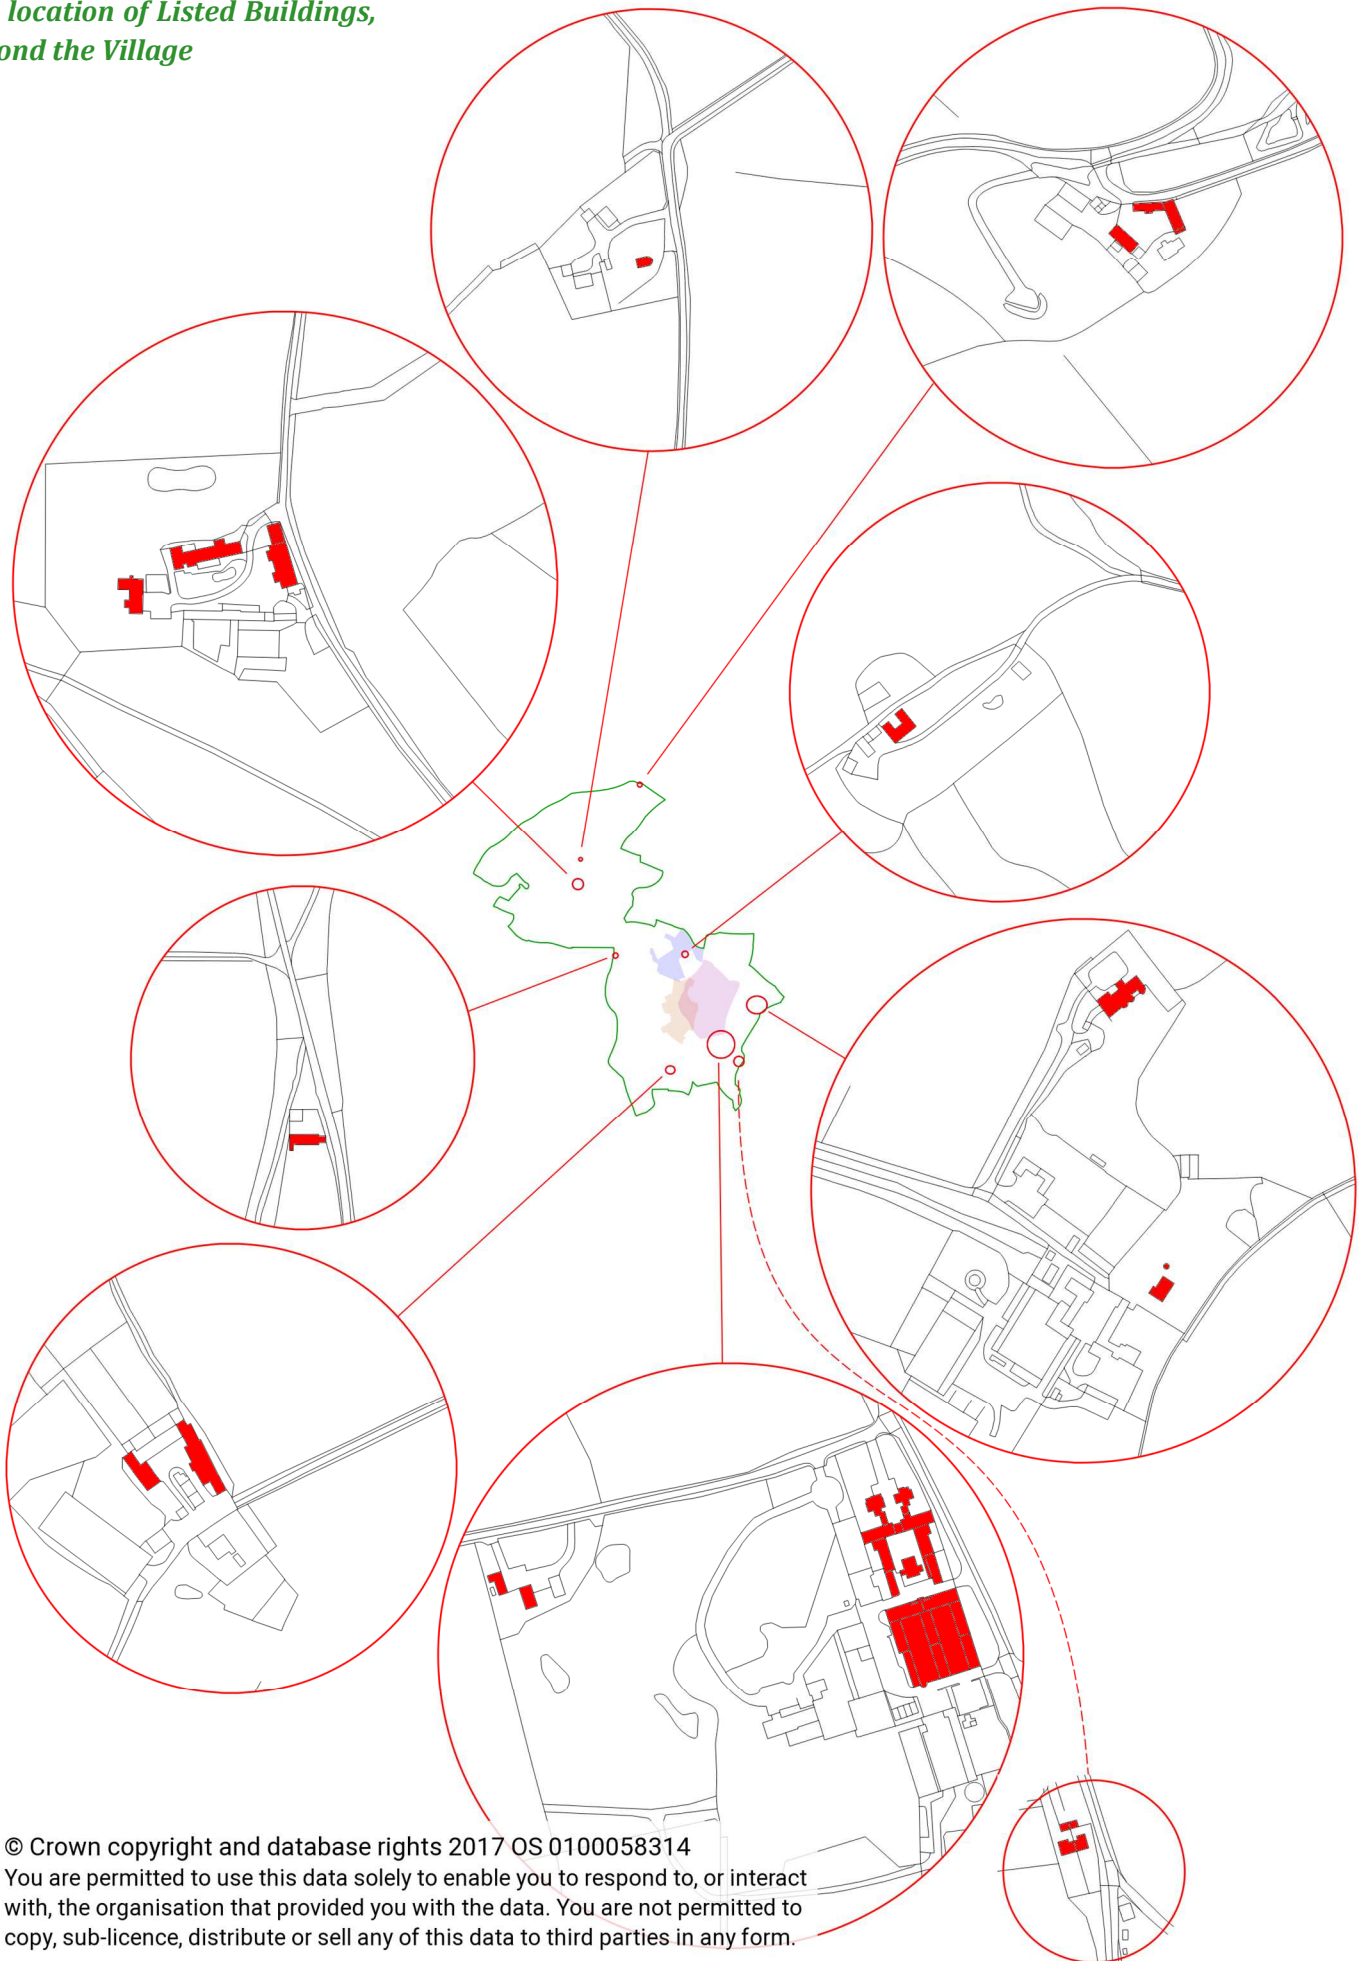 location of Listed Buildings,
ond the Village
© Crown copyright and database rights 2017 OS 0100058314
You are permitted to use this data solely to enable you to respond to, or interact
with, the organisation that provided you with the data. You are not permitted to
copy, sub-licence, distribute or sell any of this data to third parties in any form.